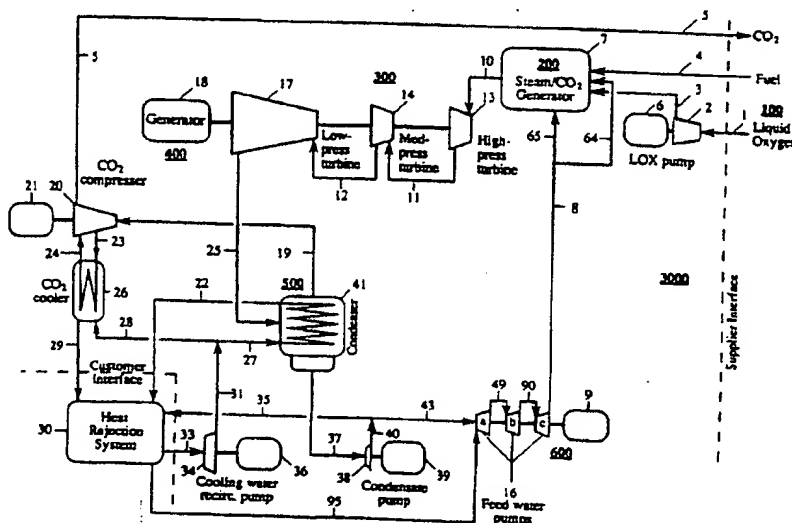 5
CO₂
7
4
Fuel
3
2
1
100
Liquid
Oxygen
6
LOX pump
200
Steam/CO₂
Generator
10
300
13
14
17
18
Generator
400
Low-
press
turbine
Med-
press
turbine
High-
press
turbine
12
11
65
64
8
5
CO₂
compresser
21
20
23
24
CO₂
cooler
26
25
19
22
500
41
Condenser
28
27
29
Customer
Interface
3000
Supplier Interface
31
35
43
49
90
9
a
b
c
600
30
Heat
Rejection
System
33
34
36
Cooling water
recirc. pump
37
40
38
39
Condensate
pump
16
Feed water
pumps
95